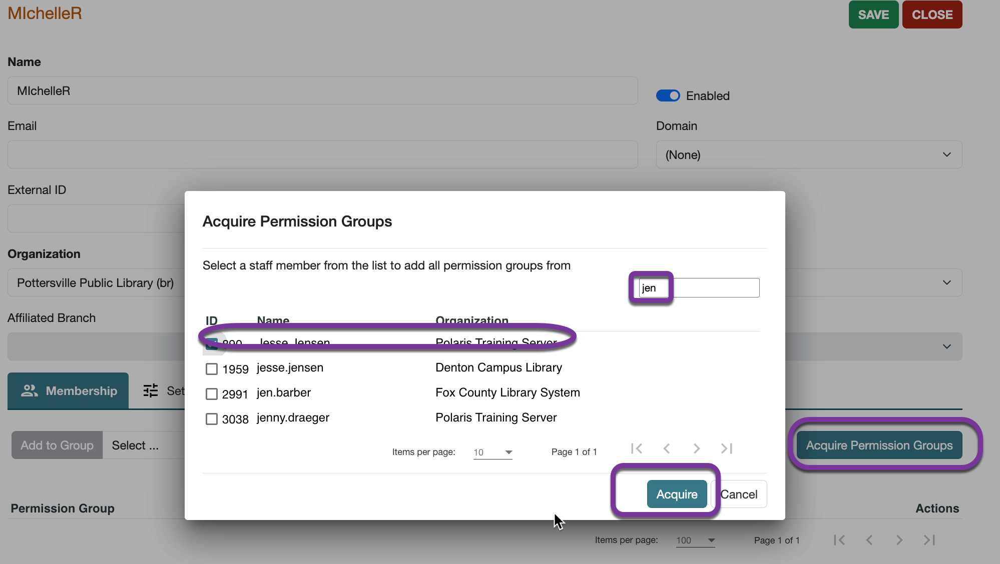 MIchelleR
SAVE
CLOSE
Name
MIchelleR
Enabled
Email
Domain
(None)
External ID
Organization
Pottersville Public Library (br)
Affiliated Branch
Membership
Set
Add to Group
Select ...
Acquire Permission Groups
Permission Group
Actions
Items per page:
100
Page 1 of 1
Acquire Permission Groups
Select a staff member from the list to add all permission groups from
jen
ID Name Organization
890 Jesse.Jensen Polaris Training Server
1959 jesse.jensen Denton Campus Library
2991 jen.barber Fox County Library System
3038 jenny.draeger Polaris Training Server
Items per page: 10 Page 1 of 1
Acquire Cancel